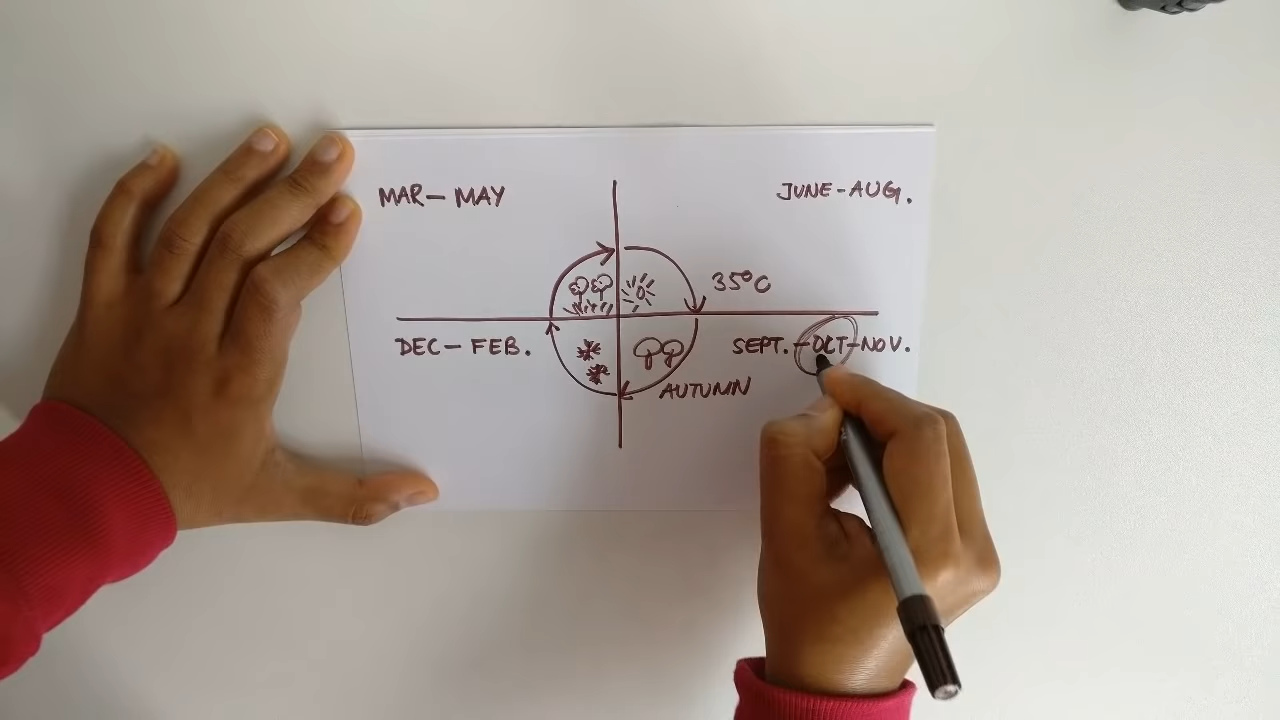 MAR-MAY
JUNE-AUG.
35°C
DEC-FEB.
SEPT.-OCT-NOV.
AUTUMN